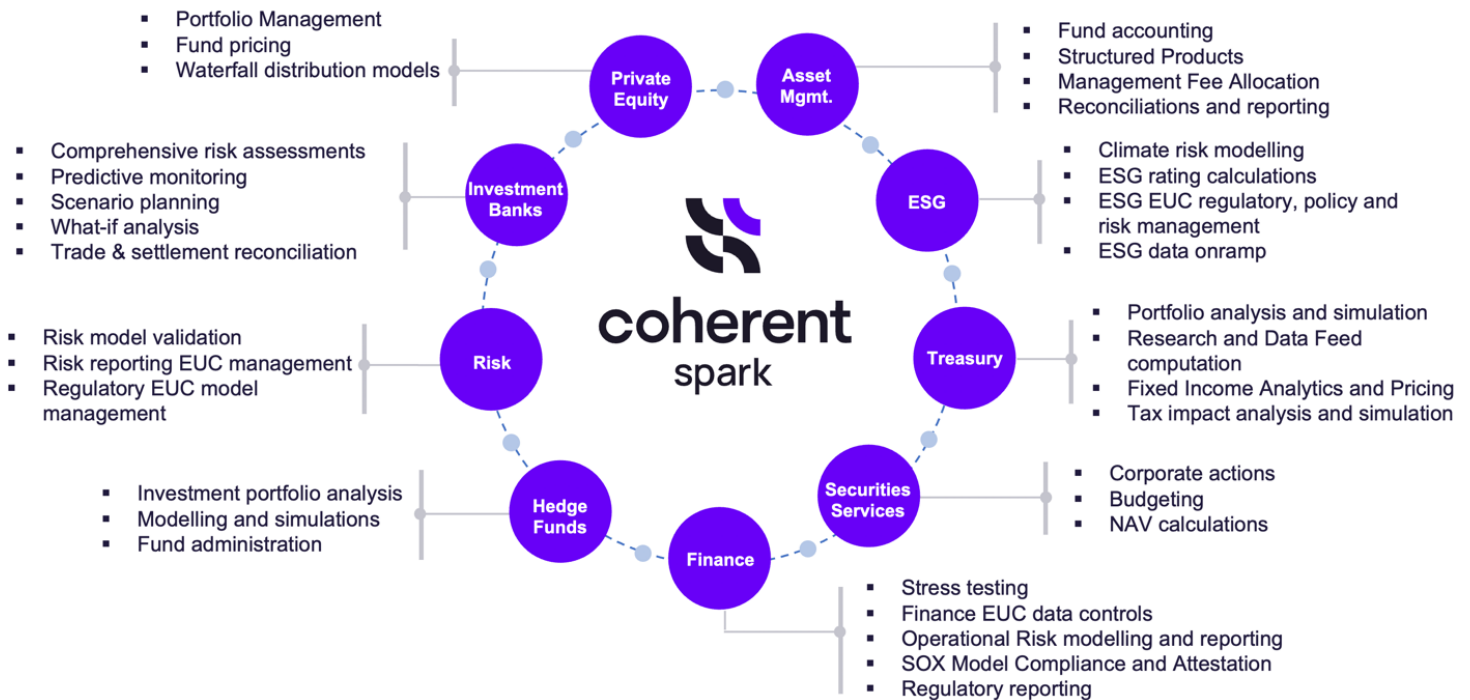 ▪ Portfolio Management
▪ Fund pricing
▪ Waterfall distribution models
Private
Equity
Asset
Mgmt.
▪ Fund accounting
▪ Structured Products
▪ Management Fee Allocation
▪ Reconciliations and reporting
▪ Comprehensive risk assessments
▪ Predictive monitoring
▪ Scenario planning
▪ What-if analysis
▪ Trade & settlement reconciliation
Investment
Banks
ESG
▪ Climate risk modelling
▪ ESG rating calculations
▪ ESG EUC regulatory, policy and
risk management
▪ ESG data onramp
coherent
spark
▪ Risk model validation
▪ Risk reporting EUC management
▪ Regulatory EUC model
management
Risk
Treasury
▪ Portfolio analysis and simulation
▪ Research and Data Feed
computation
▪ Fixed Income Analytics and Pricing
▪ Tax impact analysis and simulation
▪ Investment portfolio analysis
▪ Modelling and simulations
▪ Fund administration
Hedge
Funds
Securities
Services
▪ Corporate actions
▪ Budgeting
▪ NAV calculations
Finance
▪ Stress testing
▪ Finance EUC data controls
▪ Operational Risk modelling and reporting
▪ SOX Model Compliance and Attestation
▪ Regulatory reporting